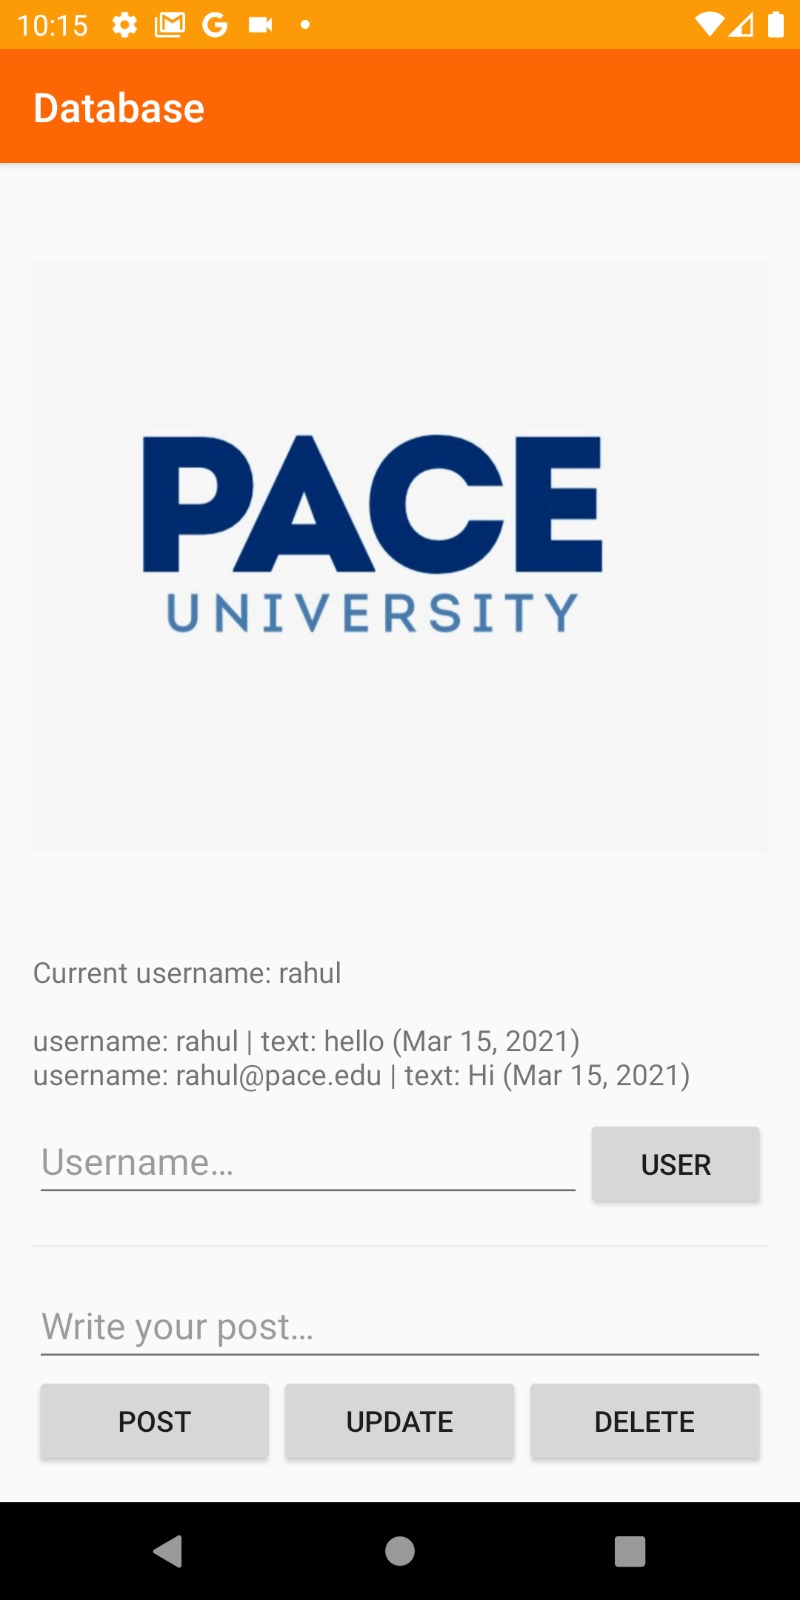 10:15
Database
PACE
UNIVERSITY
Current username: rahul
username: rahul | text: hello (Mar 15, 2021)
username: rahul@pace.edu | text: Hi (Mar 15, 2021)
Username...
USER
Write your post...
POST UPDATE DELETE